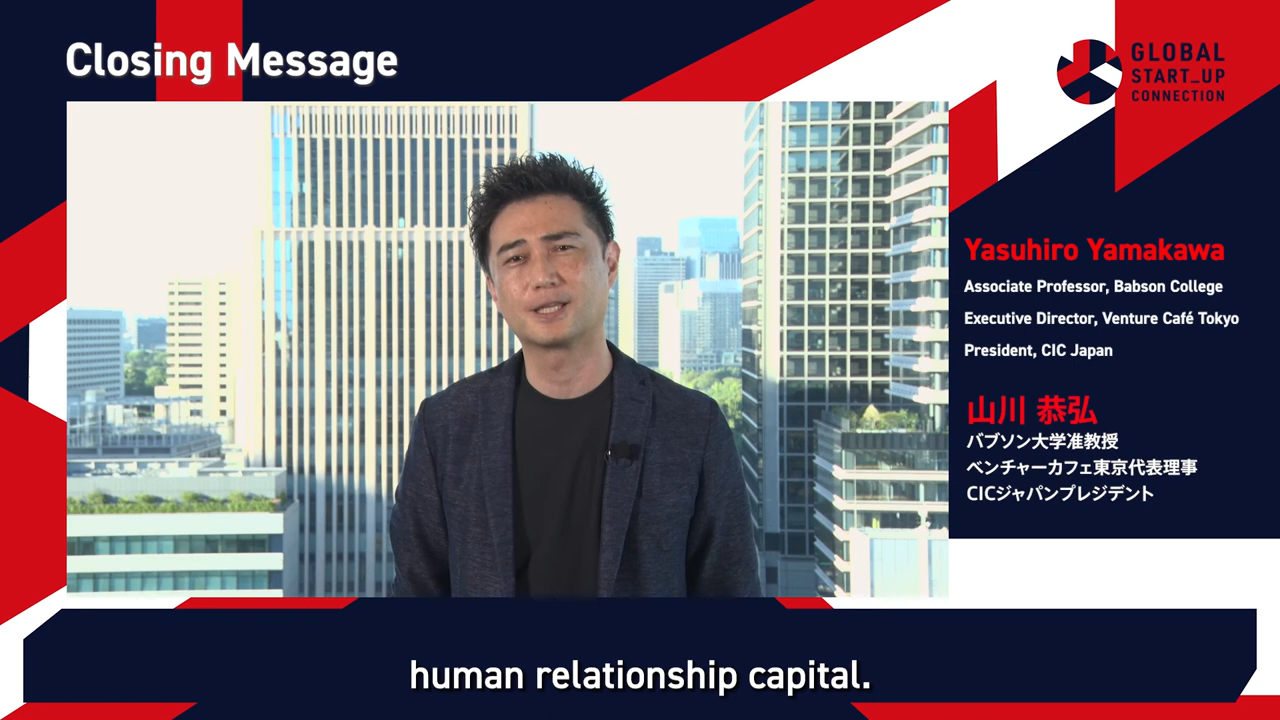 Closing Message
GLOBAL
START_UP
CONNECTION
Yasuhiro Yamakawa
Associate Professor, Babson College
Executive Director, Venture Café Tokyo
President, CIC Japan
山川 恭弘
バブソン大学准教授
ベンチャーカフェ東京代表理事
CICジャパンプレジデント
human relationship capital.